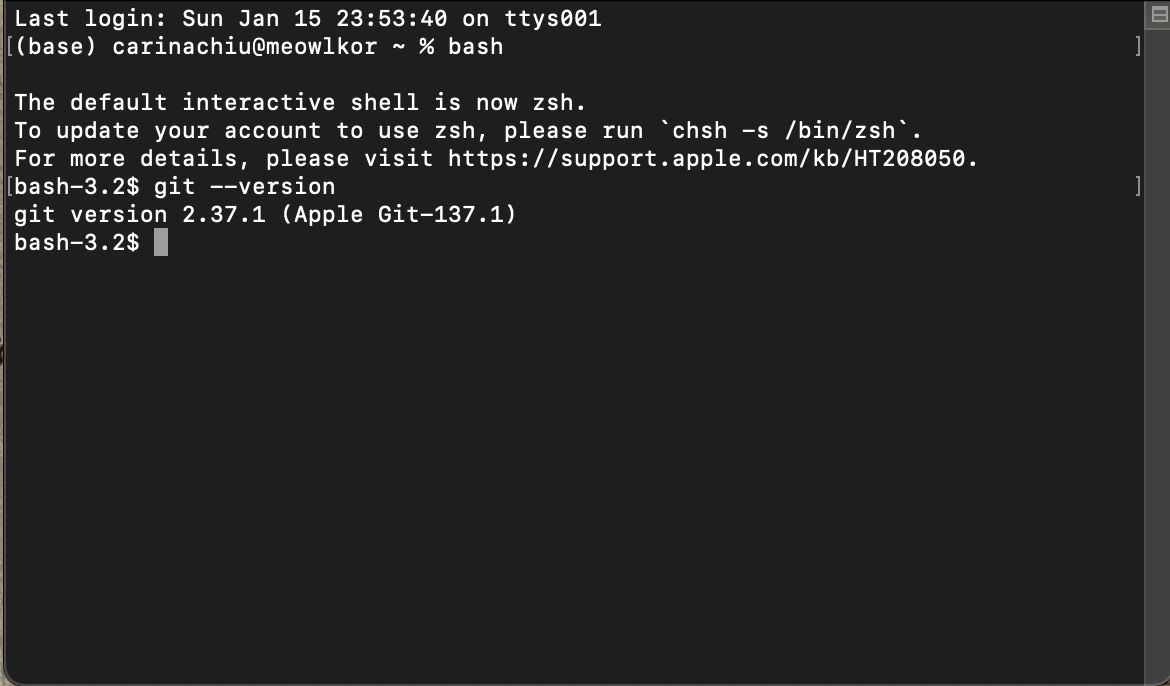 Last login: Sun Jan 15 23:53:40 on ttys001
[(base) carinachiu@meowlkor ~ % bash ]
The default interactive shell is now zsh.
To update your account to use zsh, please run `chsh -s /bin/zsh`.
For more details, please visit https://support.apple.com/kb/HT208050.
[bash-3.2$ git --version ]
git version 2.37.1 (Apple Git-137.1)
bash-3.2$